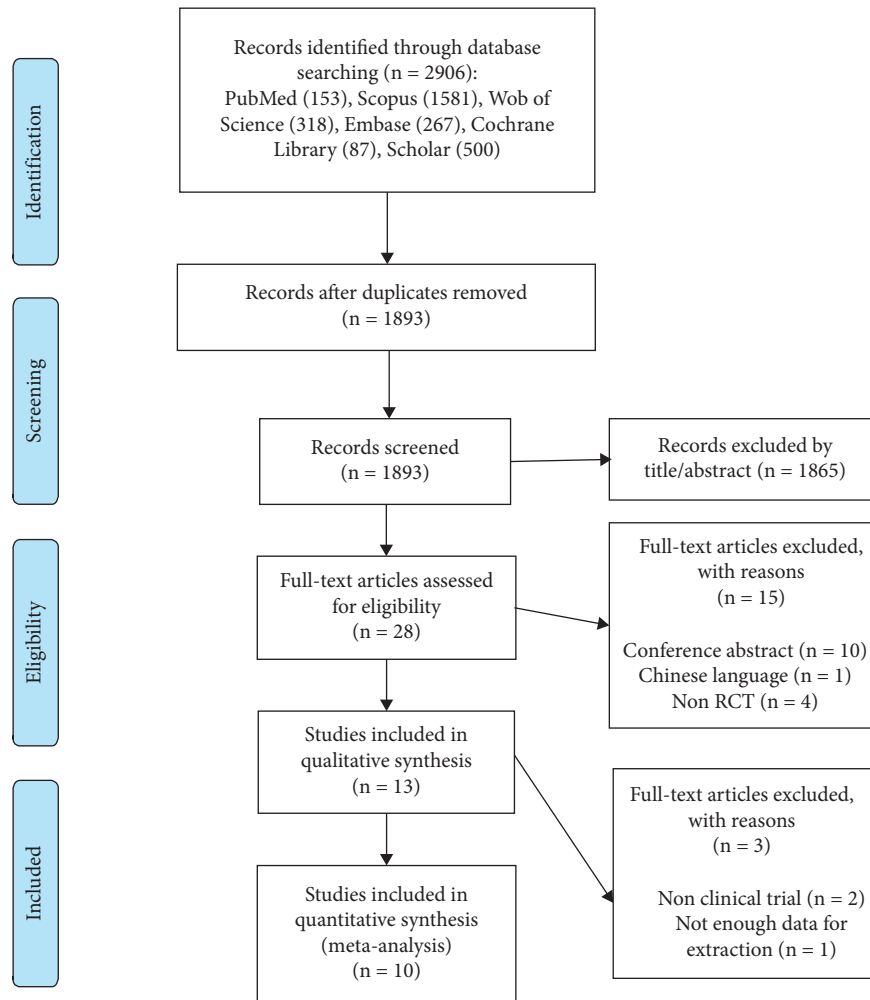 Identification
Records identified through database
searching (n = 2906):
PubMed (153), Scopus (1581), Wob of
Science (318), Embase (267), Cochrane
Library (87), Scholar (500)
Records after duplicates removed
(n = 1893)
Screening
Records screened
(n = 1893)
Records excluded by
title/abstract (n = 1865)
Eligibility
Full-text articles assessed
for eligibility
(n = 28)
Full-text articles excluded,
with reasons
(n = 15)
Conference abstract (n = 10)
Chinese language (n = 1)
Non RCT (n = 4)
Studies included in
qualitative synthesis
(n = 13)
Included
Full-text articles excluded,
with reasons
(n = 3)
Non clinical trial (n = 2)
Not enough data for
extraction (n = 1)
Studies included in
quantitative synthesis
(meta-analysis)
(n = 10)